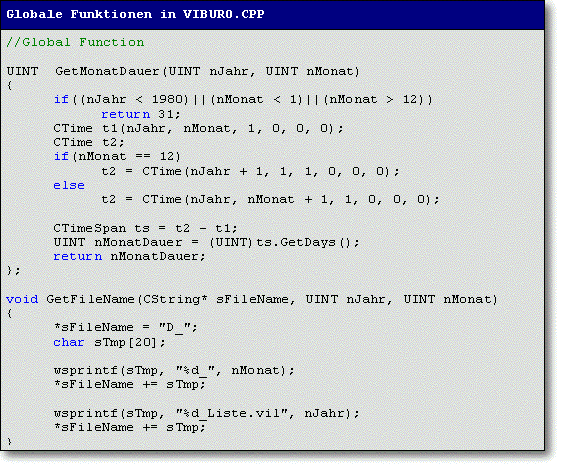 Globale Funktionen in VIBURO.CPP
//Global Function
UINT  GetMonatDauer(UINT nJahr, UINT nMonat)
{
      if((nJahr < 1980)||(nMonat < 1)||(nMonat > 12))
            return 31;
      CTime t1(nJahr, nMonat, 1, 0, 0, 0);
      CTime t2;
      if(nMonat == 12)
            t2 = CTime(nJahr + 1, 1, 1, 0, 0, 0);
      else
            t2 = CTime(nJahr, nMonat + 1, 1, 0, 0, 0);
      CTimeSpan ts = t2 - t1;
      UINT nMonatDauer = (UINT)ts.GetDays();
      return nMonatDauer;
};
void GetFileName(CString* sFileName, UINT nJahr, UINT nMonat)
{
      *sFileName = "D_";
      char sTmp[20];
      wsprintf(sTmp, "%d_", nMonat);
      *sFileName += sTmp;
      wsprintf(sTmp, "%d_Liste.vil", nJahr);
      *sFileName += sTmp;
}